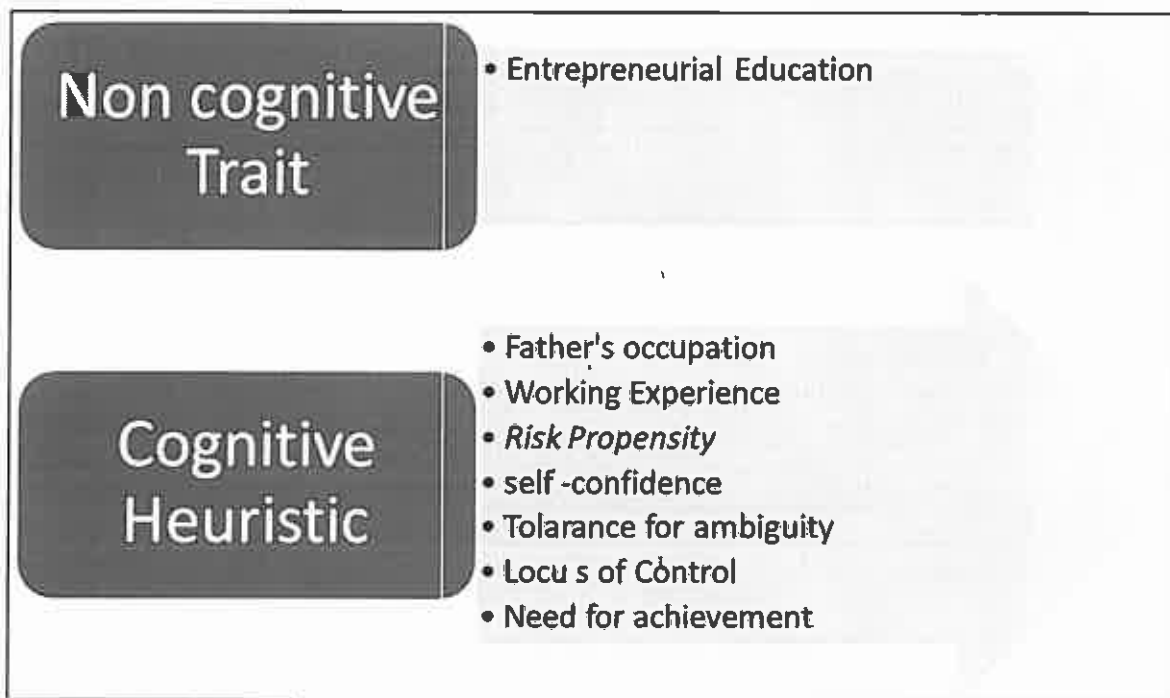 Non cognitive
Trait
• Entrepreneurial Education
Cognitive
Heuristic
• Father's occupation
• Working Experience
• Risk Propensity
• self -confidence
• Tolarance for ambiguity
• Locu s of Control
• Need for achievement